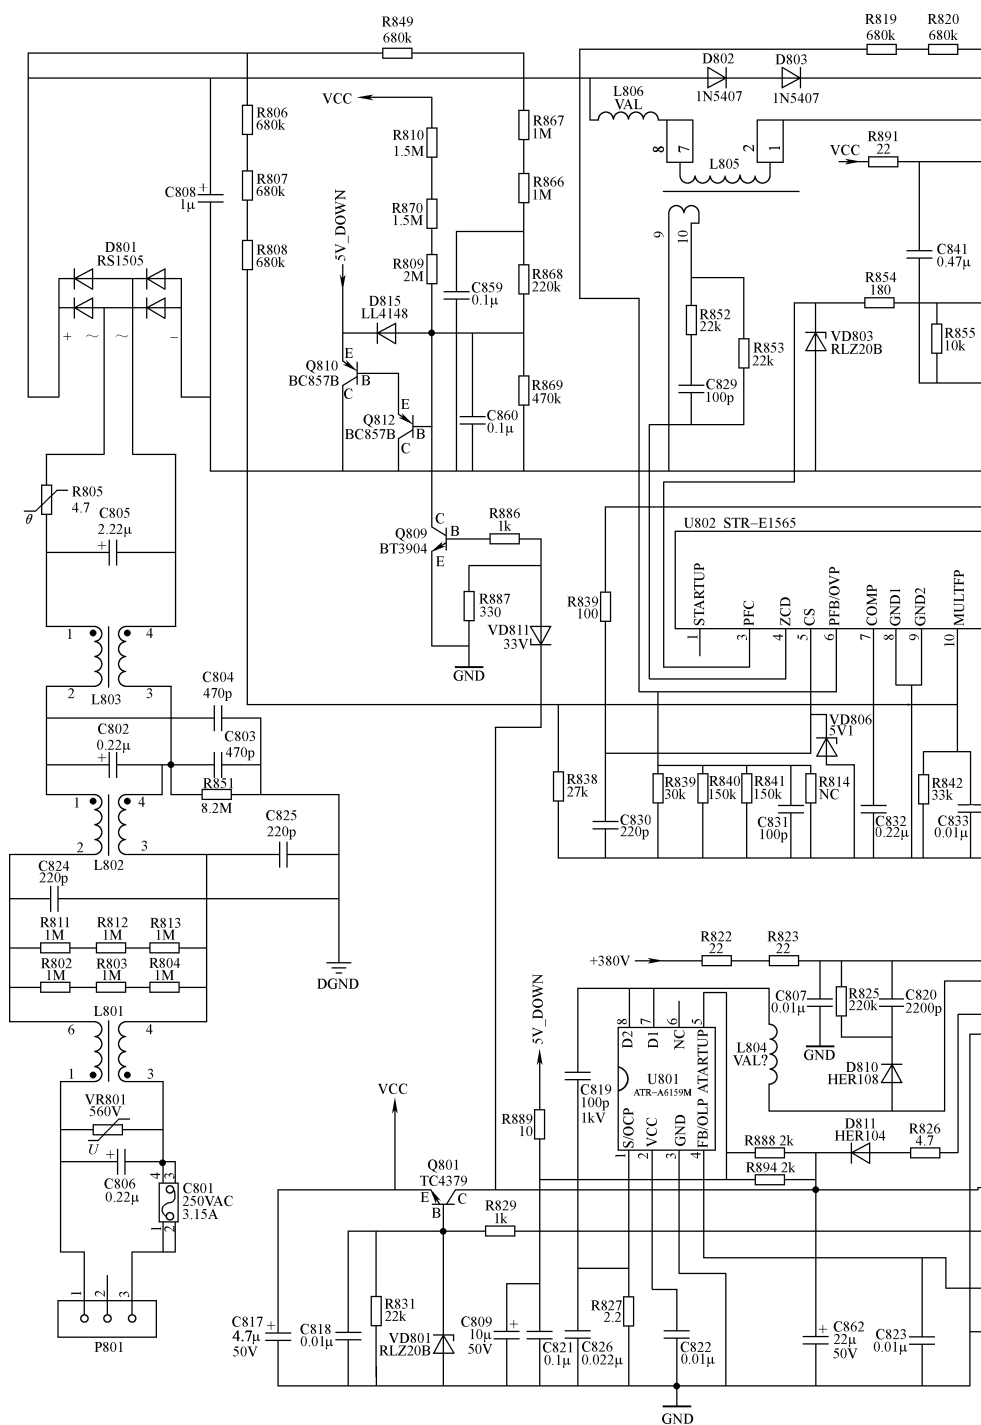 R849
680k
R819
680k
R820
680k
D802
1N5407
D803
1N5407
L806
VAL
VCC
R806
680k
R810
1.5M
R867
1M
8
7
2
1
L805
R891
22
VCC
C808
+
1μ
R807
680k
R866
1M
R870
1.5M
5V_DOWN
9
10
D801
RS1505
R808
680k
R809
2M
C859
0.1μ
R868
220k
C841
0.47μ
R854
180
D815
LL4148
R852
22k
R853
22k
VD803
RLZ20B
R855
10k
+
~
~
−
E
Q810
BC857B
B
C
R869
470k
C829
100p
E
Q812
BC857B
B
C
C860
0.1μ
R805
4.7
θ
C805
2.22μ
+
C
Q809
BT3904
B
E
R886
1k
U802 STR-E1565
STARTUP
PFC
ZCD
CS
PFB/OVP
COMP
GND1
GND2
MULTFP
1
3
4
5
6
7
8
9
10
R887
330
VD811
33V
R839
100
GND
1
4
2
3
L803
C804
470p
C802
0.22μ
+
C803
470p
R851
8.2M
VD806
5V1
R838
27k
R839
30k
R840
150k
R841
150k
R814
NC
R842
33k
C830
220p
C831
100p
C832
0.22μ
C833
0.01μ
1
4
2
3
L802
C825
220p
C824
220p
R811
1M
R812
1M
R813
1M
R802
1M
R803
1M
R804
1M
DGND
+380V
R822
22
R823
22
C807
0.01μ
R825
220k
C820
2200p
GND
L801
6
4
1
3
5V_DOWN
8
7
6
5
D2
D1
NC
ATARTUP
U801
ATR-A6159M
S/OCP
VCC
GND
FB/OLP
1
2
3
4
L804
VAL?
D810
HER108
C819
100p
1kV
VCC
R889
10
VR801
560V
U
D811
HER104
R826
4.7
R888 2k
R894 2k
+
C806
0.22μ
4
3
C801
250VAC
3.15A
1
2
Q801
TC4379
E
C
B
R829
1k
1
2
3
P801
C817
4.7μ
50V
+
C818
0.01μ
R831
22k
VD801
RLZ20B
C809
10μ
50V
+
C821
0.1μ
C826
0.022μ
R827
2.2
C822
0.01μ
+
C862
22μ
50V
C823
0.01μ
GND